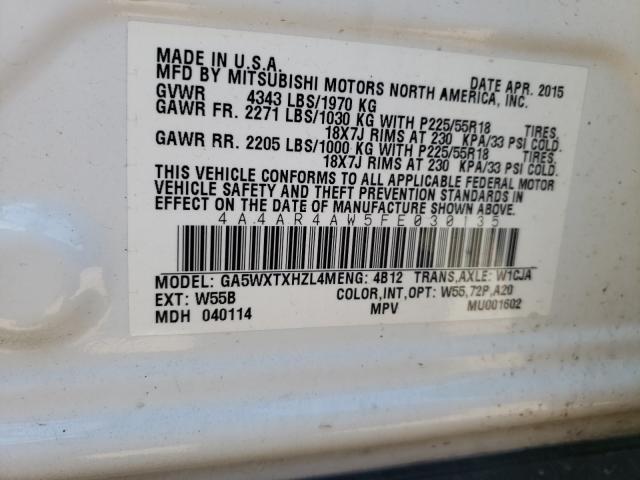 MADE IN U.S.A.
MFD BY MITSUBISHI MOTORS NORTH AMERICA, INC. DATE APR. 2015
GVWR 4343 LBS/1970 KG
GAWR FR. 2271 LBS/1030 KG WITH P225/55R18 TIRES,
18X7J RIMS AT 230 KPA/33 PSI COLD.
GAWR RR. 2205 LBS/1000 KG WITH P225/55R18 TIRES,
18X7J RIMS AT 230 KPA/33 PSI COLD.
THIS VEHICLE CONFORMS TO ALL APPLICABLE FEDERAL MOTOR
VEHICLE SAFETY AND THEFT PREVENTION STANDARDS IN
EFFECT ON THE DATE OF MANUFACTURE SHOWN ABOVE.
4A4AR4AW5FE030135
MODEL: GA5WXTXHZL4M ENG: 4B12 TRANS,AXLE: W1CJA
EXT: W55B COLOR,INT,OPT: W55,72P,A20
MDH 040114 MPV MU001602